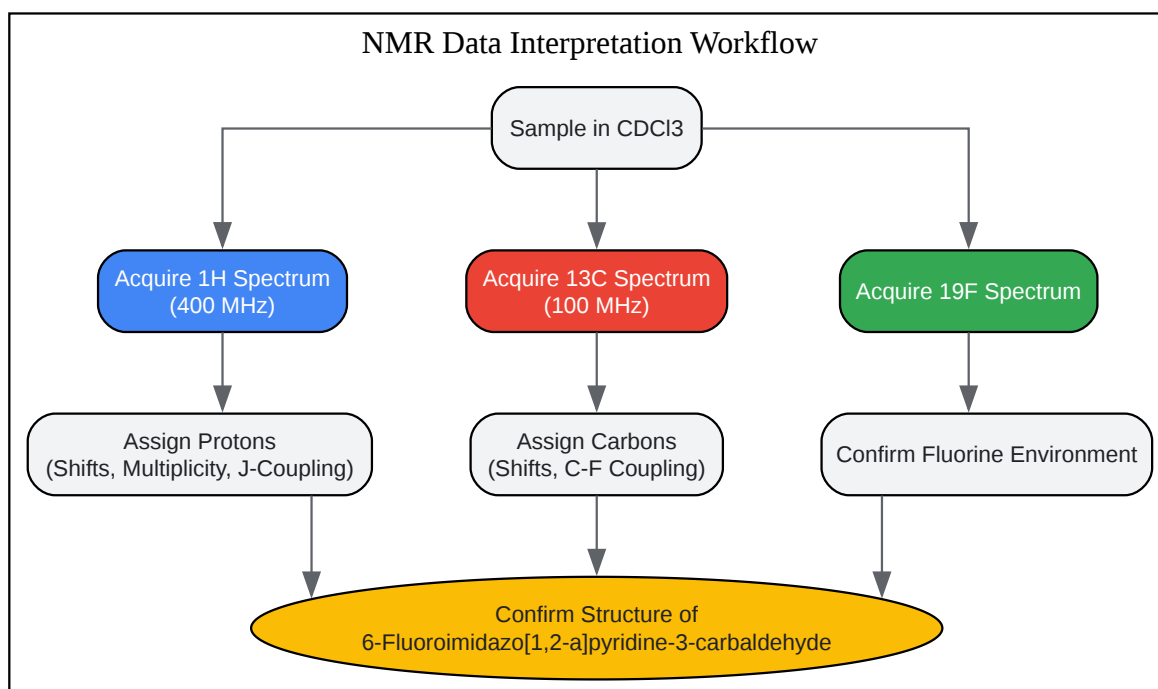 NMR Data Interpretation Workflow
Sample in CDCl3
Acquire 1H Spectrum
(400 MHz)
Acquire 13C Spectrum
(100 MHz)
Acquire 19F Spectrum
Assign Protons
(Shifts, Multiplicity, J-Coupling)
Assign Carbons
(Shifts, C-F Coupling)
Confirm Fluorine Environment
Confirm Structure of
6-Fluoroimidazo[1,2-a]pyridine-3-carbaldehyde